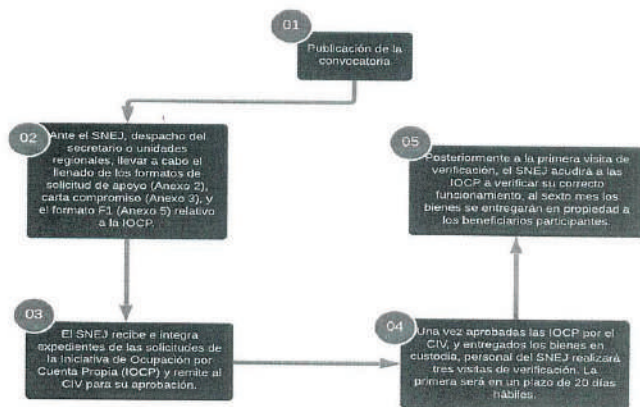 01
Publicación de la
convocatoria
02
Ante el SNEJ, despacho del
secretario o unidades
regionales, llevar a cabo el
llenado de los formatos de
solicitud de apoyo (Anexo 2),
carta compromiso (Anexo 3), y
el formato F1 (Anexo 5) relativo
a la IOCP.
03
El SNEJ recibe e integra
expedientes de las solicitudes de
la Iniciativa de Ocupación por
Cuenta Propia (IOCP) y remite al
CIV para su aprobación.
04
Una vez aprobadas las IOCP por el
CIV, y entregados los bienes en
custodia, personal del SNEJ realizará
tres visitas de verificación. La
primera será en un plazo de 20 días
hábiles.
05
Posteriormente a la primera visita de
verificación, el SNEJ acudirá a las
IOCP a verificar su correcto
funcionamiento, al sexto mes los
bienes se entregarán en propiedad a
los beneficiarios participantes.